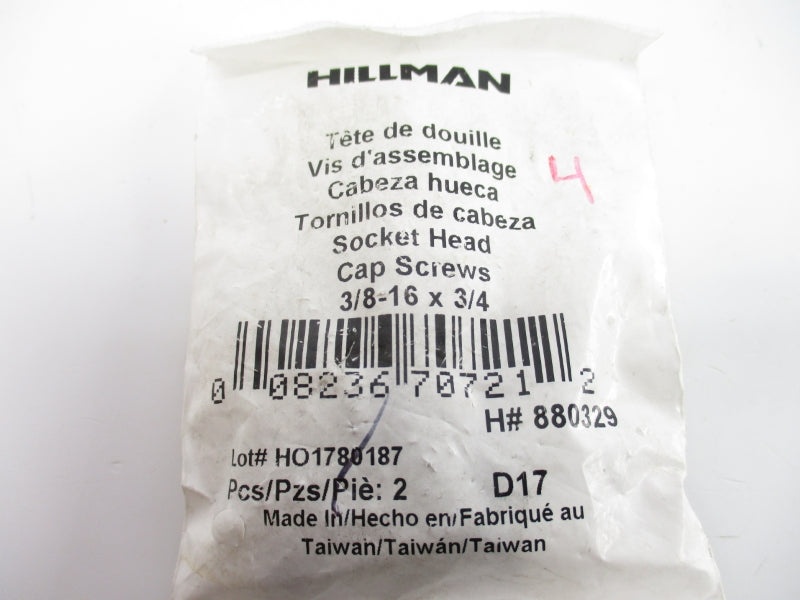 HILLMAN
Tête de douille
Vis d'assemblage
4
Cabeza hueca
Tornillos de cabeza
Socket Head
Cap Screws
3/8-16 x 3/4
0 08236 70721 2
H# 880329
Lot# HO1780187
Pcs/Pzs/Piè: 2 D17
Made In/Hecho en/Fabriqué au
Taiwan/Taiwán/Taiwan